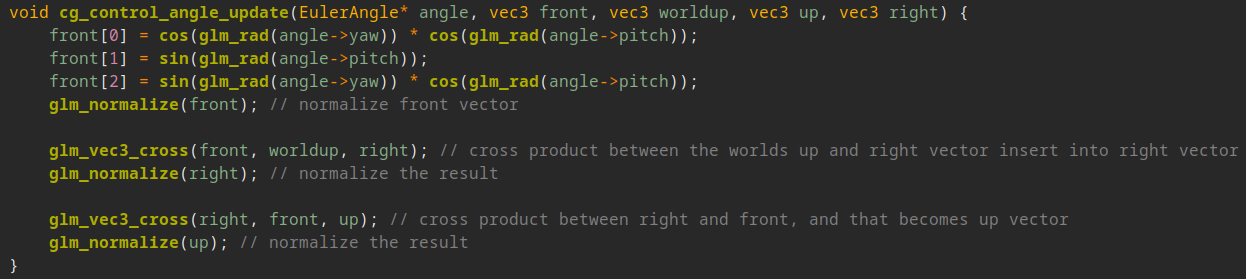 void cg_control_angle_update(EulerAngle* angle, vec3 front, vec3 worldup, vec3 up, vec3 right) {
    front[0] = cos(glm_rad(angle->yaw)) * cos(glm_rad(angle->pitch));
    front[1] = sin(glm_rad(angle->pitch));
    front[2] = sin(glm_rad(angle->yaw)) * cos(glm_rad(angle->pitch));
    glm_normalize(front); // normalize front vector

    glm_vec3_cross(front, worldup, right); // cross product between the worlds up and right vector insert into right vector
    glm_normalize(right); // normalize the result

    glm_vec3_cross(right, front, up); // cross product between right and front, and that becomes up vector
    glm_normalize(up); // normalize the result
}